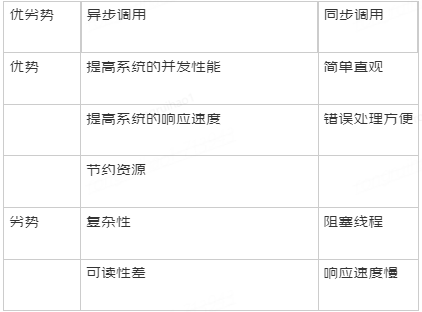 优劣势 异步调用 同步调用
优势 提高系统的并发性能 简单直观
提高系统的响应速度 错误处理方便
节约资源
劣势 复杂性 阻塞线程
可读性差 响应速度慢